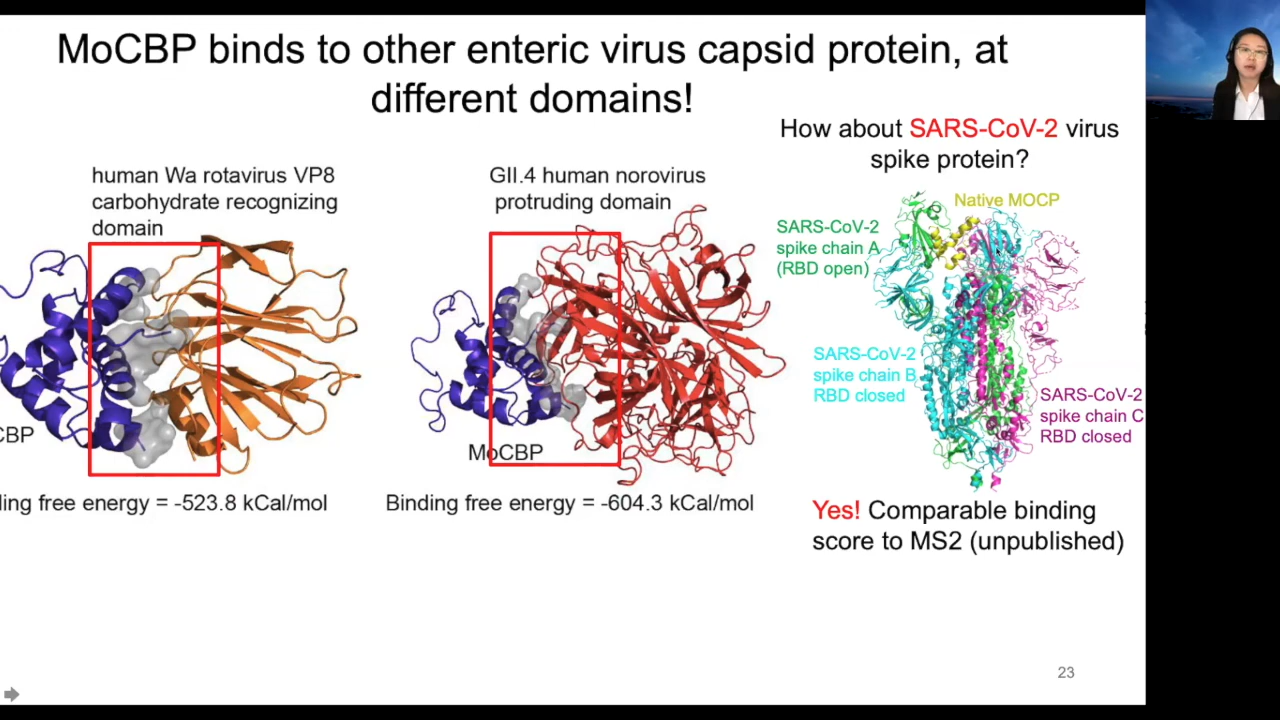 MoCBP binds to other enteric virus capsid protein, at
different domains!
human Wa rotavirus VP8
carbohydrate recognizing
domain
CBP
ding free energy = -523.8 kCal/mol
GII.4 human norovirus
protruding domain
MoCBP
Binding free energy = -604.3 kCal/mol
How about SARS-CoV-2 virus
spike protein?
Native MOCP
SARS-CoV-2
spike chain A
(RBD open)
SARS-CoV-2
spike chain B
RBD closed
SARS-CoV-2
spike chain C
RBD closed
Yes! Comparable binding
score to MS2 (unpublished)
23